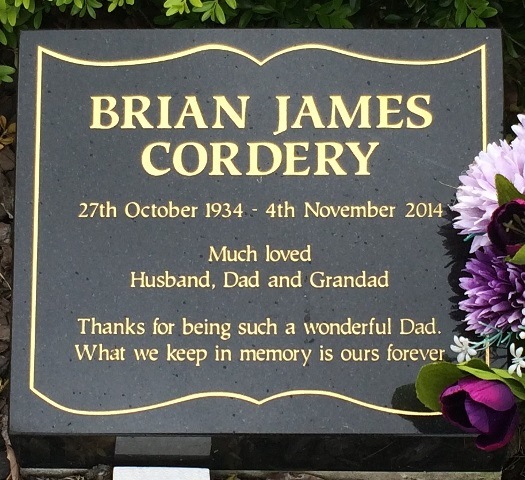 BRIAN JAMES
CORDERY
27th October 1934 - 4th November 2014
Much loved
Husband, Dad and Grandad
Thanks for being such a wonderful Dad.
What we keep in memory is ours forever